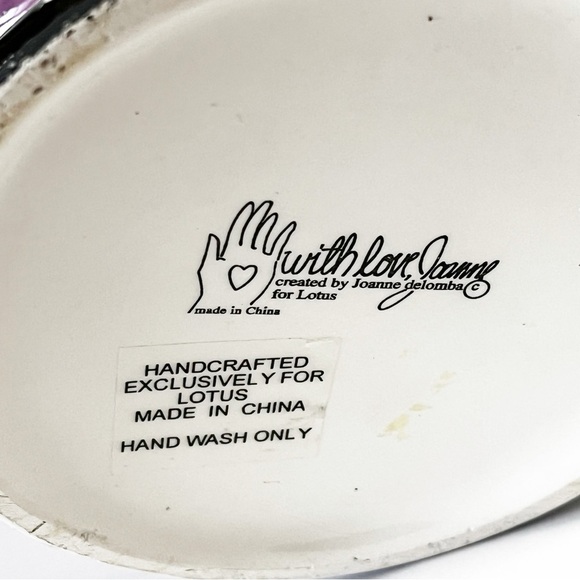 with love, Joanne
created by Joanne delomba ©
for Lotus
made in China
HANDCRAFTED
EXCLUSIVELY FOR
LOTUS
MADE IN CHINA
HAND WASH ONLY